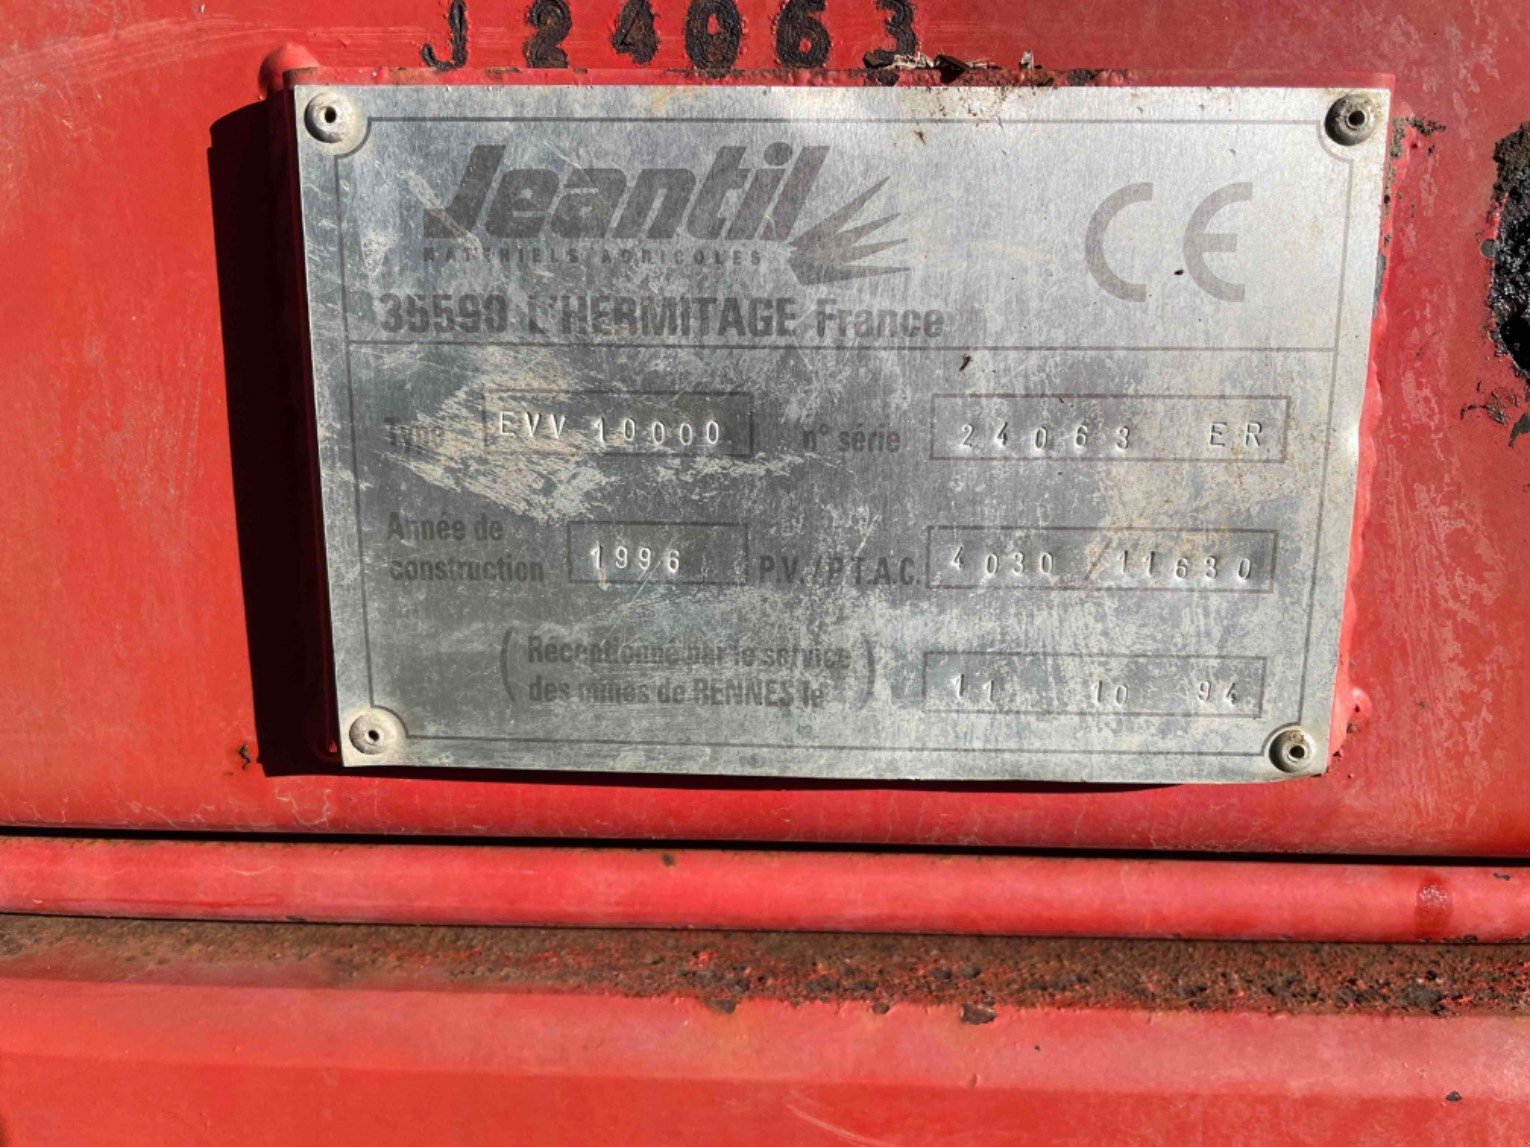 J 24063
Jeantil
MATERIELS AGRICOLES
CE
35590 L'HERMITAGE France
Type EVV 10000 n° série 24063 ER
Année de
construction 1996 P.V./P.T.A.C. 4030 / 11630
(Réceptionné par le service
des mines de RENNES le) 11 10 94